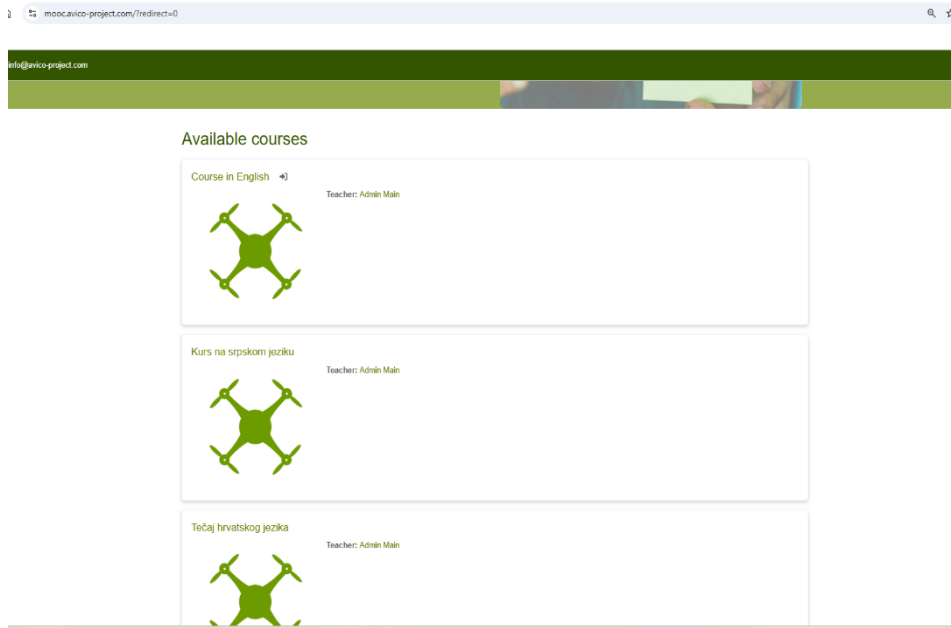 mooc.avico-project.com/?redirect=0
info@avico-project.com
Available courses
Course in English
Teacher: Admin Main
Kurs na srpskom jeziku
Teacher: Admin Main
Tečaj hrvatskog jezika
Teacher: Admin Main